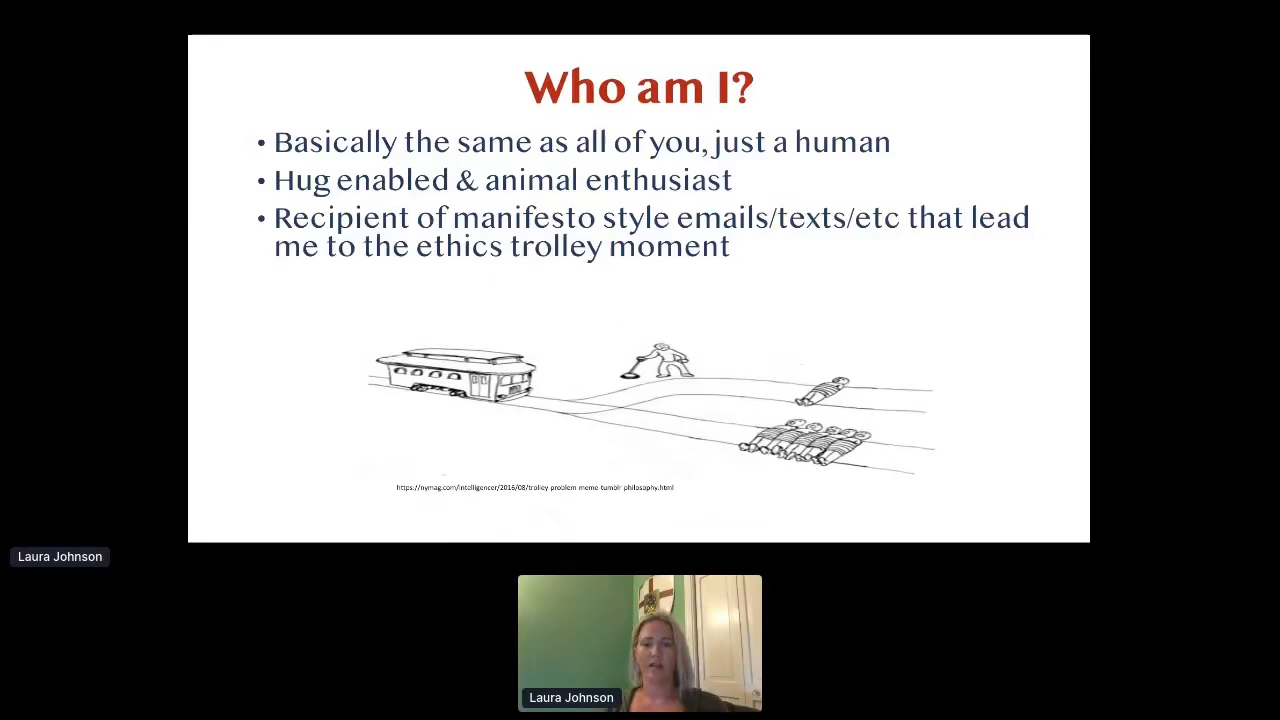 Who am I?
• Basically the same as all of you, just a human
• Hug enabled & animal enthusiast
• Recipient of manifesto style emails/texts/etc that lead
me to the ethics trolley moment
https://nymag.com/intelligencer/2016/08/trolley-problem-meme-tumblr-philosophy.html
Laura Johnson
Laura Johnson